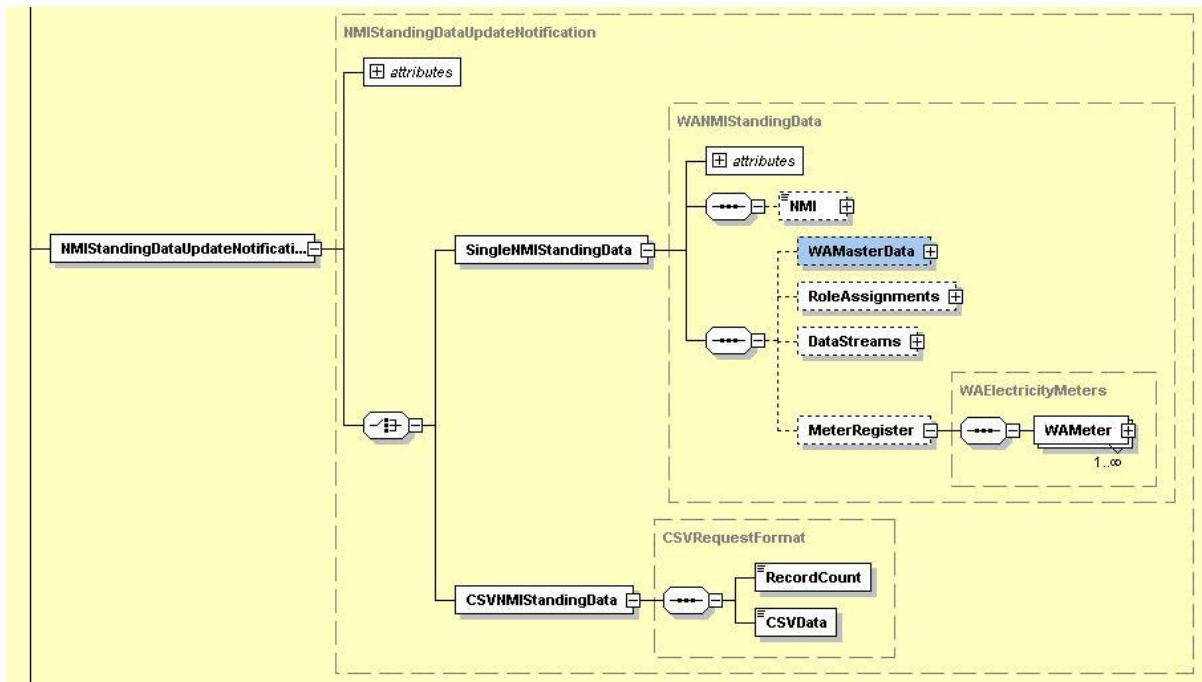 NMIStandingDataUpdateNotification
attributes
WANMIStandingData
attributes
NMI
NMIStandingDataUpdateNotificati...
SingleNMIStandingData
WAMasterData
RoleAssignments
DataStreams
WAElectricityMeters
MeterRegister
WAMeter
1..∞
CSVRequestFormat
RecordCount
CSVNMIStandingData
CSVData